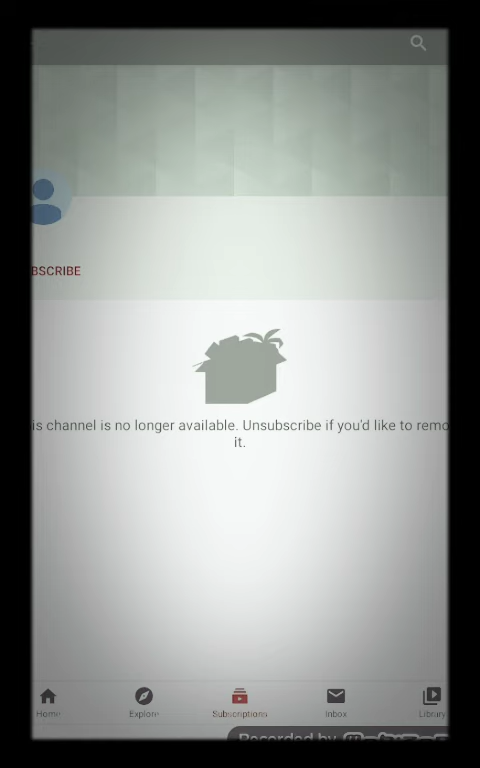 BSCRIBE
is channel is no longer available. Unsubscribe if you'd like to remo
it.
Home Explore Subscriptions Inbox Library
Recorded by